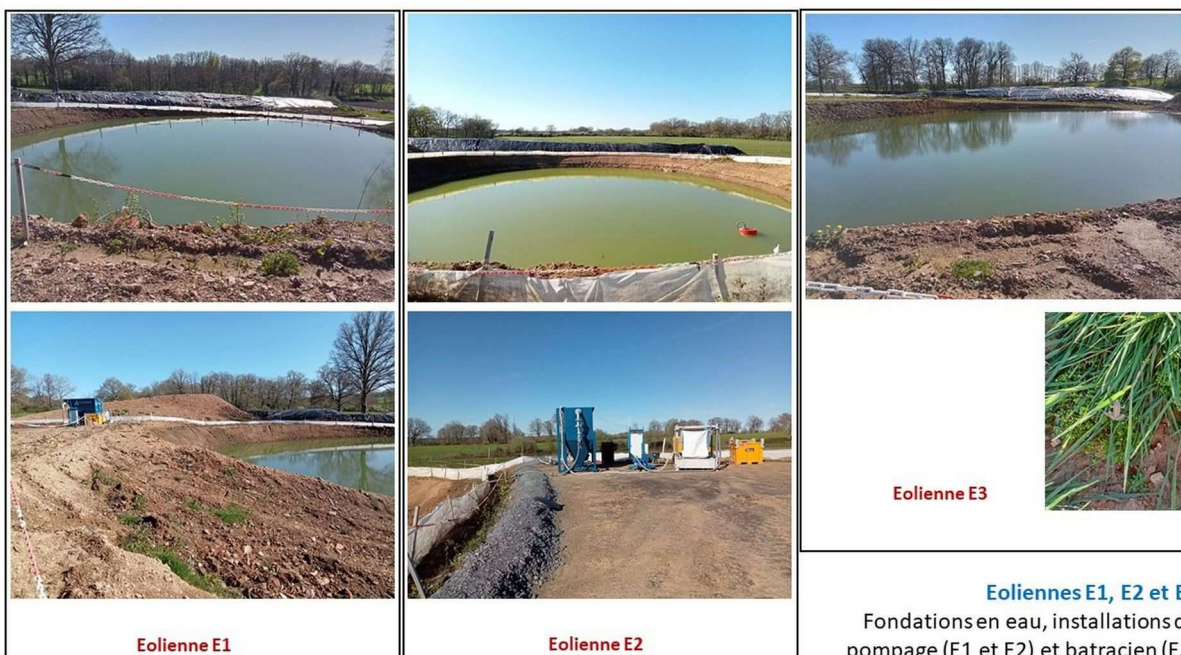 Eolienne E1
Eolienne E2
Eolienne E3
Eoliennes E1, E2 et
Fondations en eau, installations
pompage (E1 et E2) et batracien